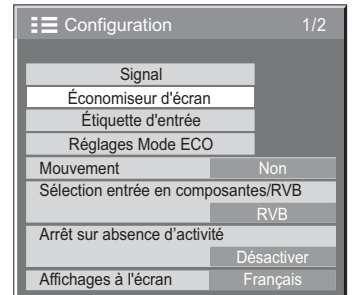 Configuration 1/2
Signal
Économiseur d'écran
Étiquette d'entrée
Réglages Mode ECO
Mouvement Non
Sélection entrée en composantes/RVB
RVB
Arrêt sur absence d'activité
Désactiver
Affichages à l'écran Français